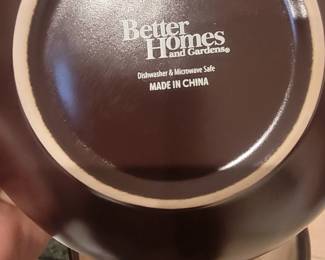 Better
Homes
and Gardens®
Dishwasher & Microwave Safe
MADE IN CHINA